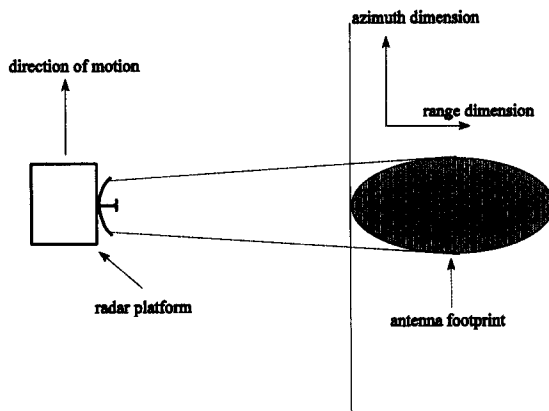 azimuth dimension
direction of motion
range dimension
radar platform
antenna footprint